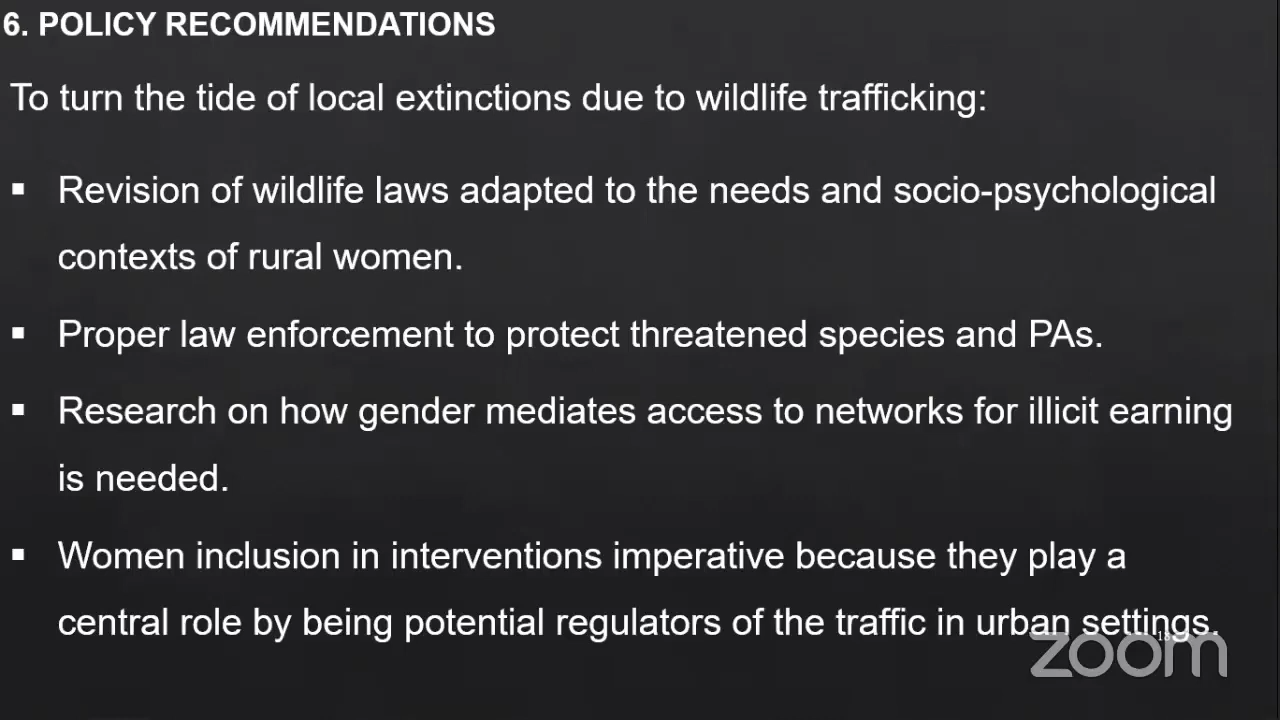 6. POLICY RECOMMENDATIONS
To turn the tide of local extinctions due to wildlife trafficking:
▪ Revision of wildlife laws adapted to the needs and socio-psychological
contexts of rural women.
▪ Proper law enforcement to protect threatened species and PAs.
▪ Research on how gender mediates access to networks for illicit earning
is needed.
▪ Women inclusion in interventions imperative because they play a
central role by being potential regulators of the traffic in urban settings.
18
zoom